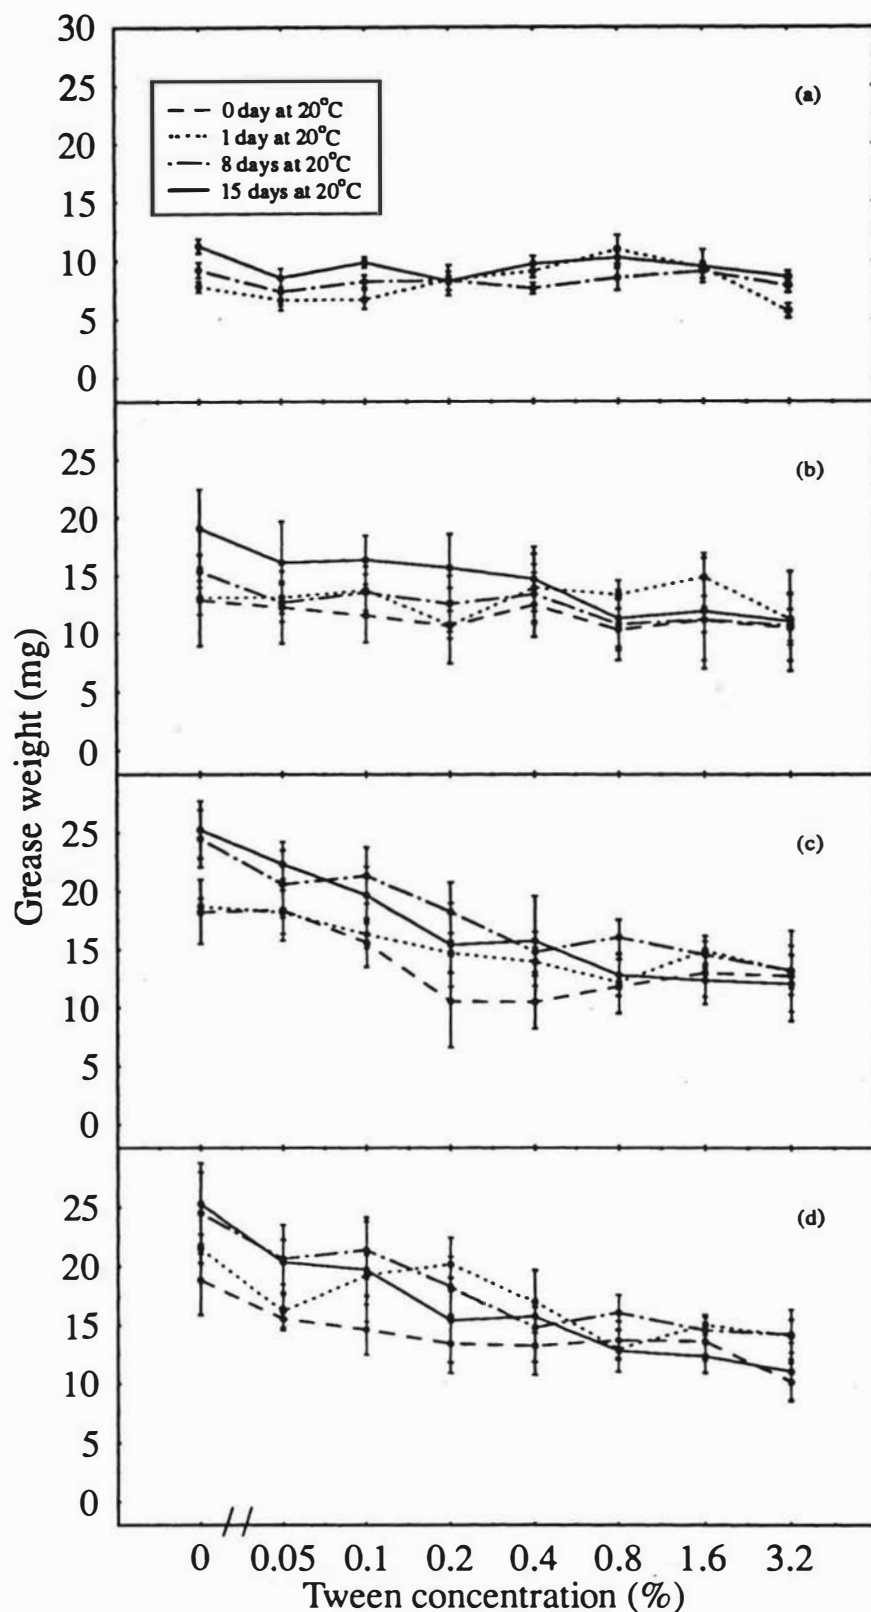 30
25
20
15
10
5
0
(a)
0 day at 20°C
1 day at 20°C
8 days at 20°C
15 days at 20°C
25
20
15
10
5
0
(b)
Grease weight (mg)
25
20
15
10
5
0
(c)
25
20
15
10
5
0
(d)
0 0.05 0.1 0.2 0.4 0.8 1.6 3.2
Tween concentration (%)